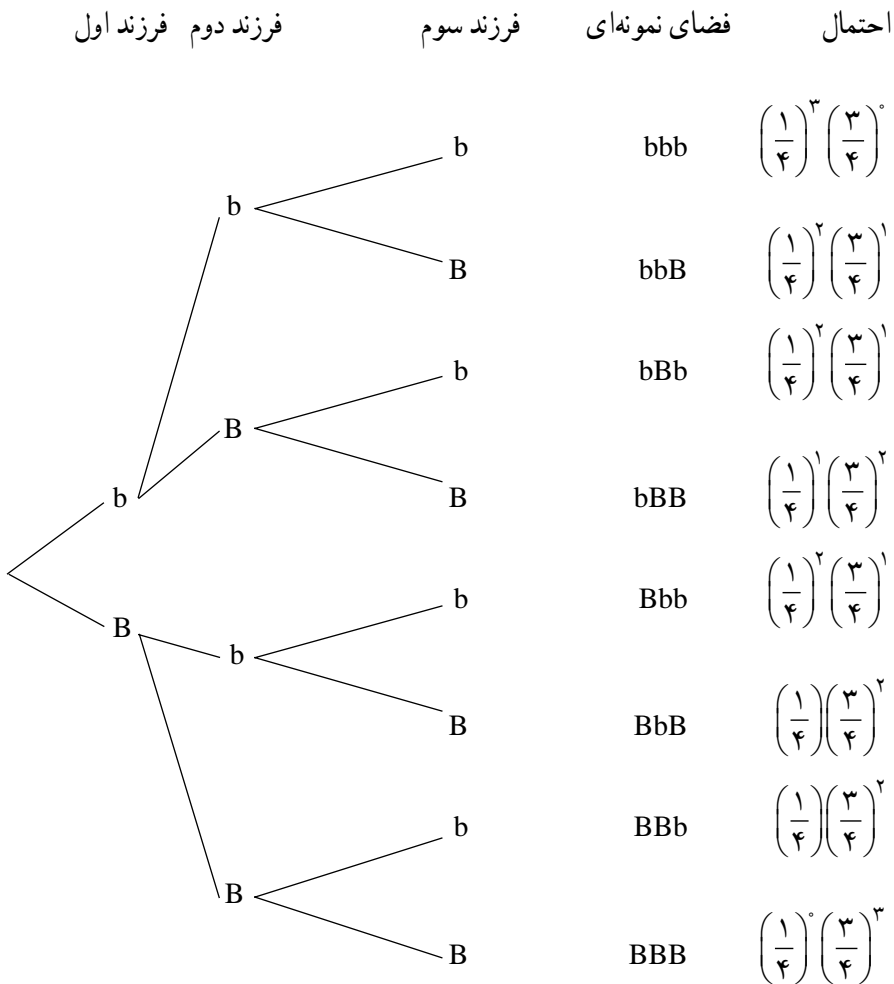 احتمال فضای نمونه‌ای فرزند سوم فرزند دوم فرزند اول
b bbb (۱/۴)^۳ (۳/۴)^۰
b
B bbB (۱/۴)^۲ (۳/۴)^۱
b bBb (۱/۴)^۲ (۳/۴)^۱
B
B bBB (۱/۴)^۱ (۳/۴)^۲
b
b Bbb (۱/۴)^۲ (۳/۴)^۱
B
b
B BbB (۱/۴)(۳/۴)^۲
b BBb (۱/۴)(۳/۴)^۲
B
B BBB (۱/۴)^۰ (۳/۴)^۳